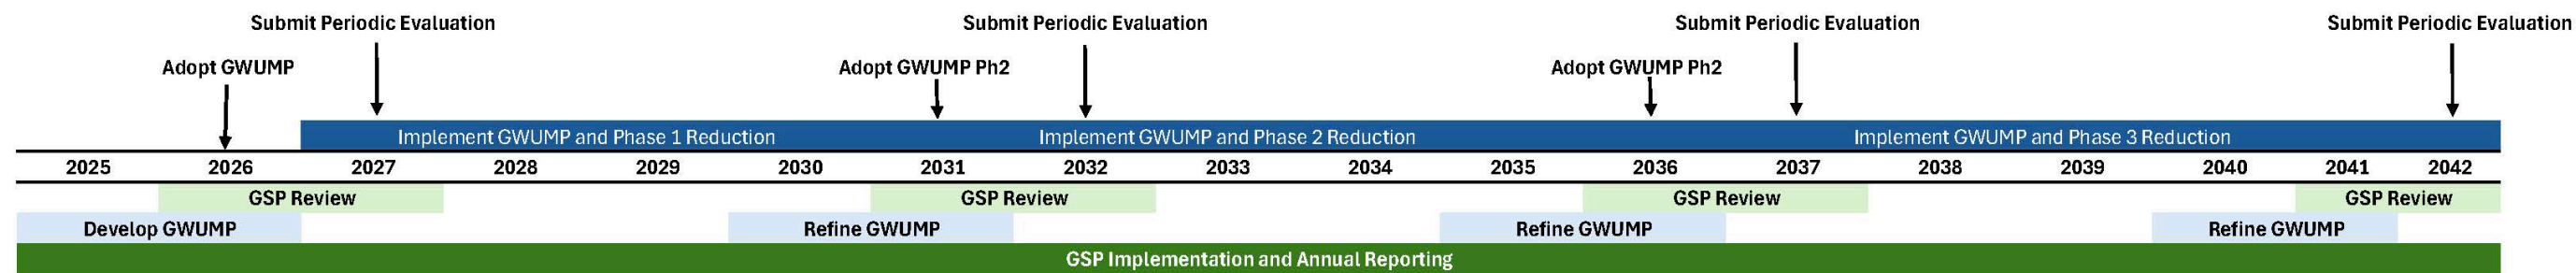 Submit Periodic Evaluation Submit Periodic Evaluation Submit Periodic Evaluation Submit Periodic Evaluation
Adopt GWUMP Adopt GWUMP Ph2 Adopt GWUMP Ph2
Implement GWUMP and Phase 1 Reduction Implement GWUMP and Phase 2 Reduction Implement GWUMP and Phase 3 Reduction
2025 2026 2027 2028 2029 2030 2031 2032 2033 2034 2035 2036 2037 2038 2039 2040 2041 2042
GSP Review GSP Review GSP Review GSP Review
Develop GWUMP Refine GWUMP Refine GWUMP Refine GWUMP
GSP Implementation and Annual Reporting